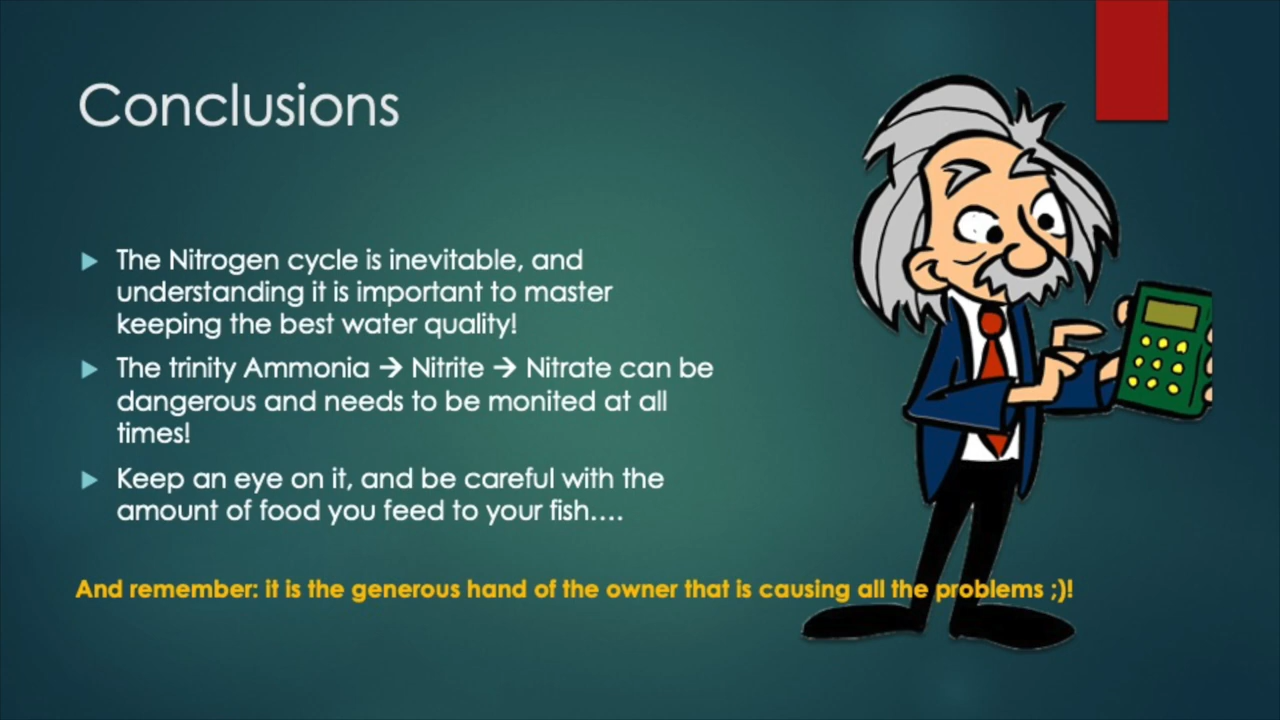 Conclusions
The Nitrogen cycle is inevitable, and
understanding it is important to master
keeping the best water quality!
The trinity Ammonia → Nitrite → Nitrate can be
dangerous and needs to be monited at all
times!
Keep an eye on it, and be careful with the
amount of food you feed to your fish....
And remember: it is the generous hand of the owner that is causing all the problems ;)!